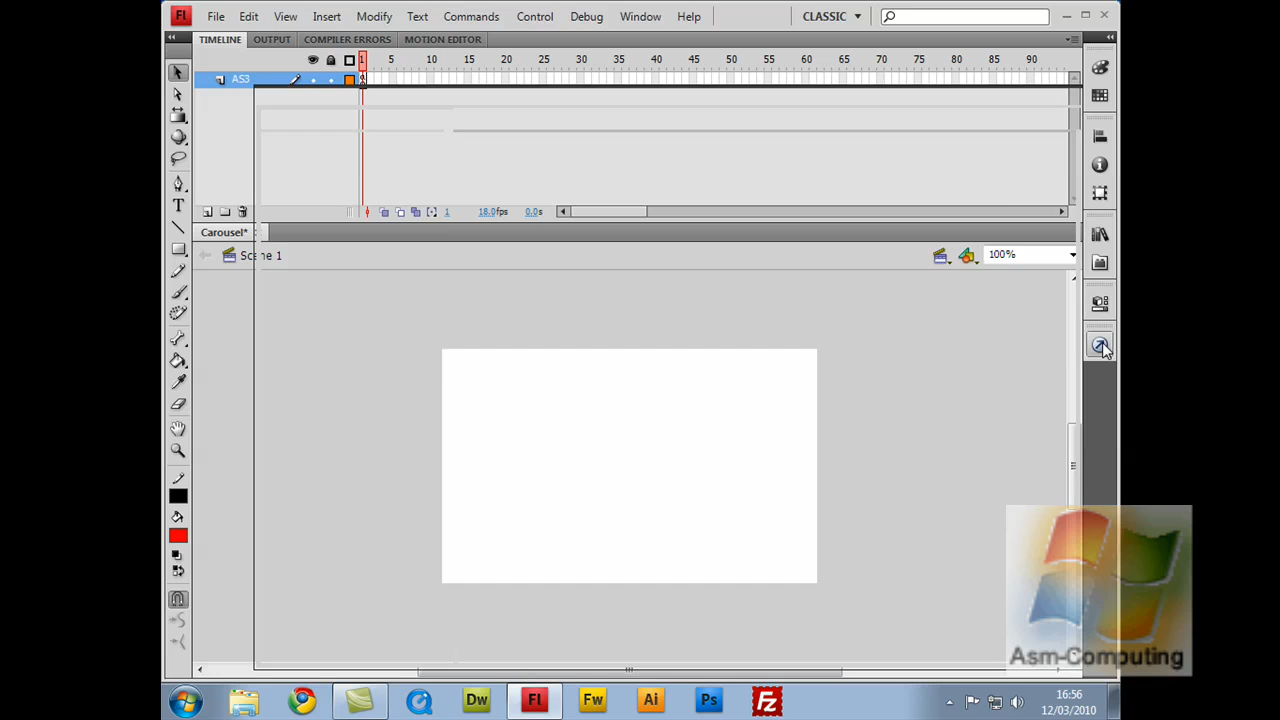 Fl File Edit View Insert Modify Text Commands Control Debug Window Help CLASSIC
TIMELINE OUTPUT COMPILER ERRORS MOTION EDITOR
1 5 10 15 20 25 30 35 40 45 50 55 60 65 70 75 80 85 90
AS3
1 18.0fps 0.0s
Carousel*
Scene 1 100%
Asm-Computing
Dw Fl Fw Ai Ps Fz
16:56
12/03/2010